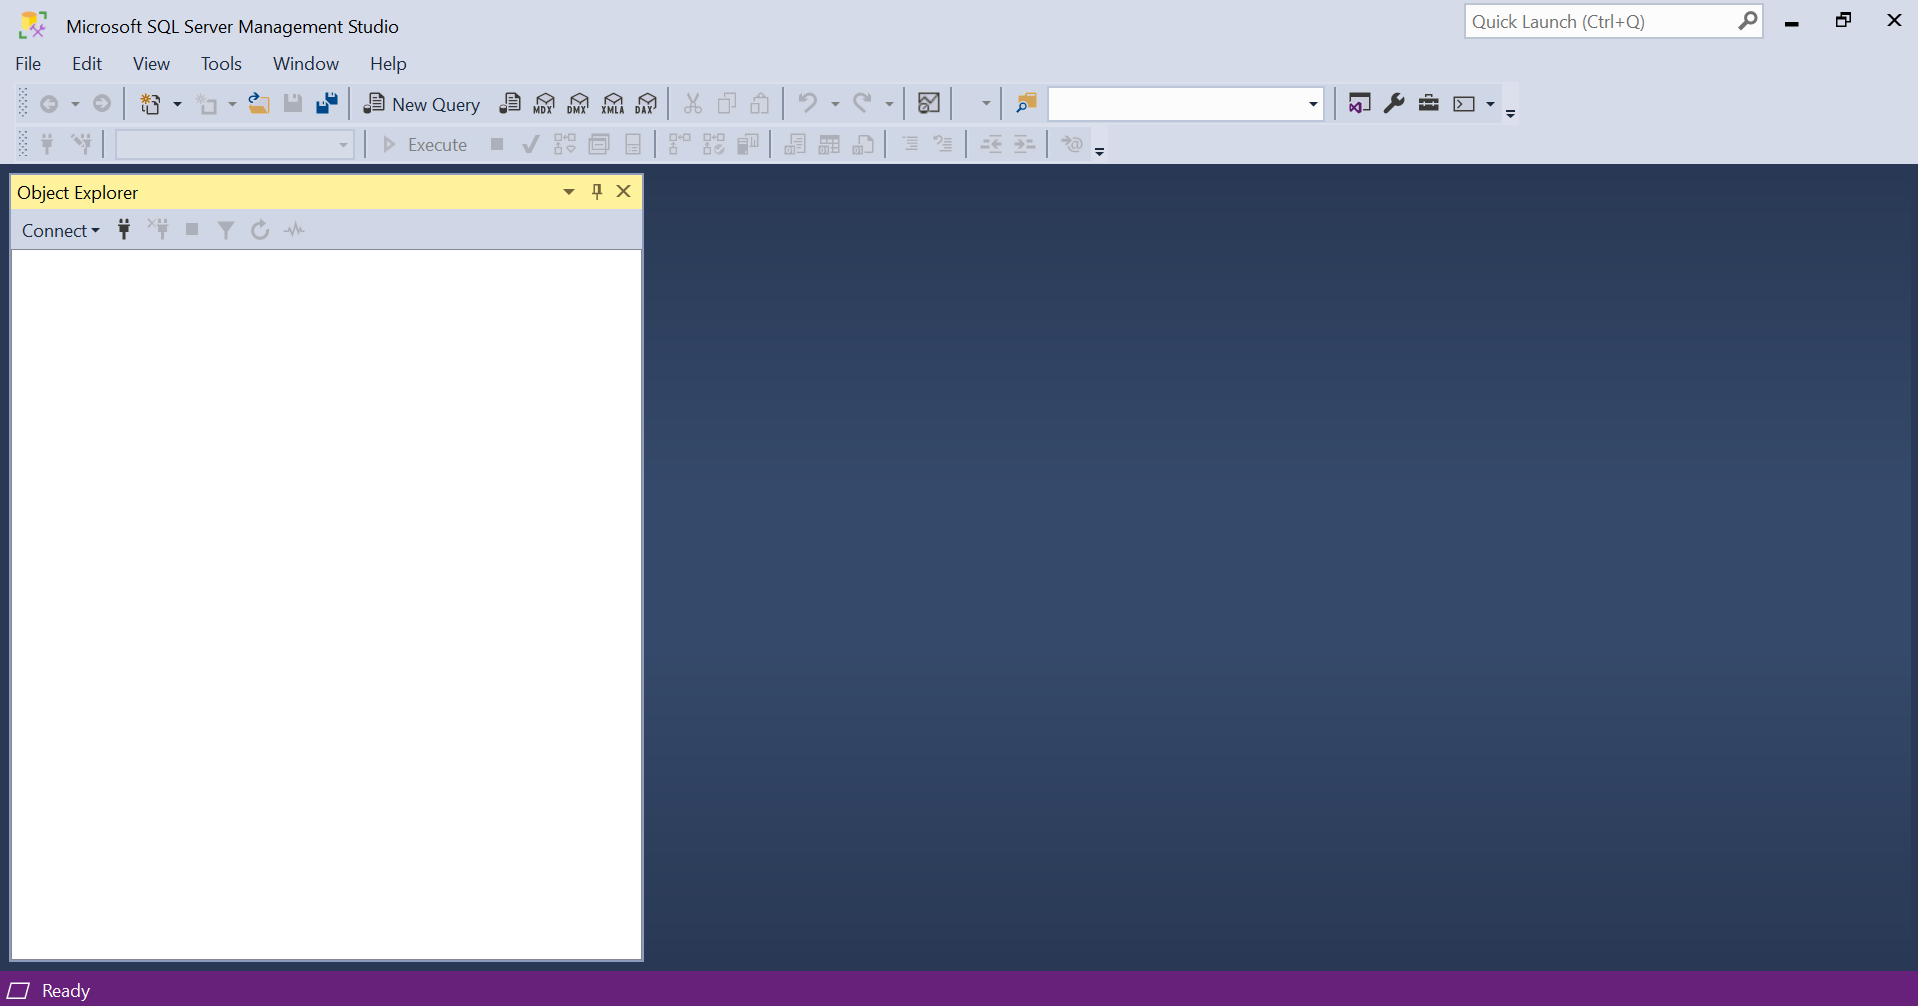 Microsoft SQL Server Management Studio
Quick Launch (Ctrl+Q)
File Edit View Tools Window Help
New Query MDX DMX XMLA DAX
Execute
Object Explorer
Connect
Ready